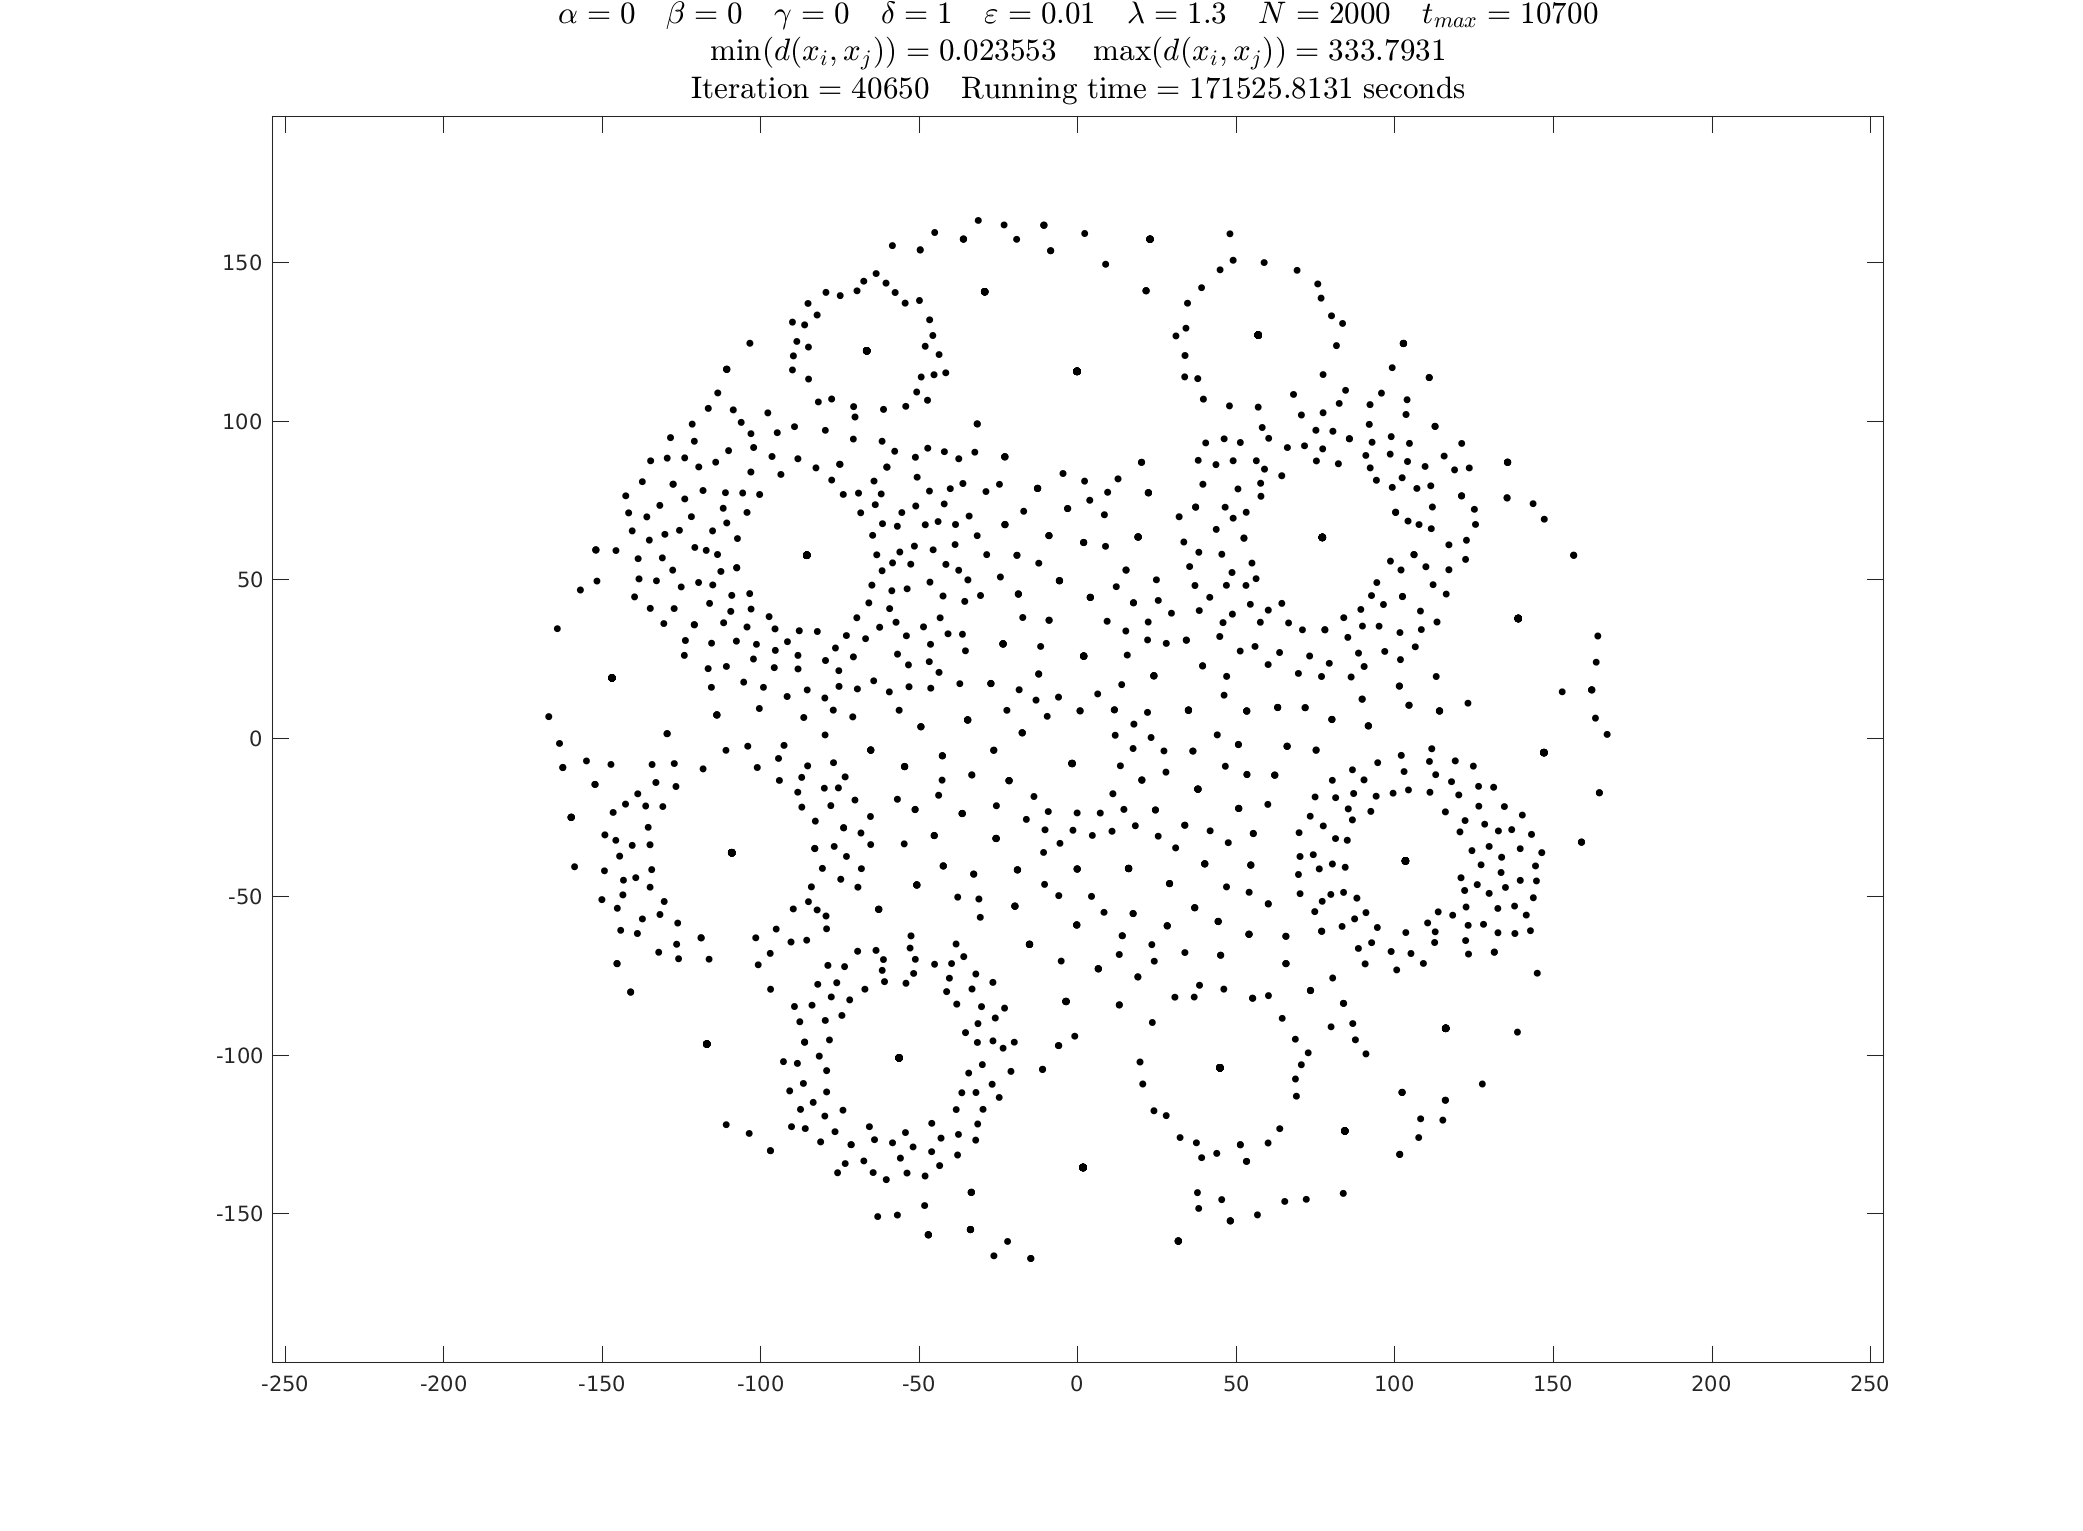 α = 0 β = 0 γ = 0 δ = 1 ε = 0.01 λ = 1.3 N = 2000 t_max = 10700
min(d(x_i, x_j)) = 0.023553 max(d(x_i, x_j)) = 333.7931
Iteration = 40650 Running time = 171525.8131 seconds
150
100
50
0
-50
-100
-150
-250 -200 -150 -100 -50 0 50 100 150 200 250